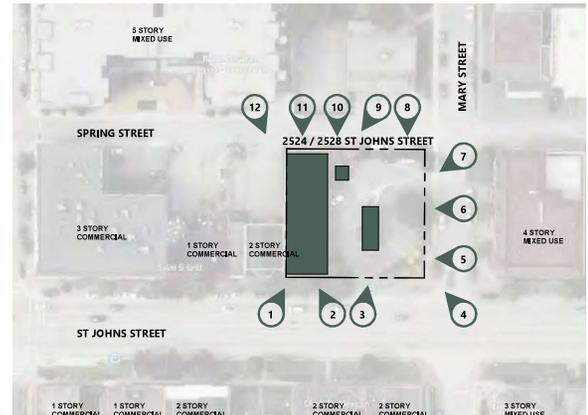 5 STORY
MIXED USE
MARY STREET
12
11
10
9
8
SPRING STREET
2524 / 2528 ST JOHNS STREET
7
6
3 STORY
COMMERCIAL
1 STORY
COMMERCIAL
2 STORY
COMMERCIAL
4 STORY
MIXED USE
5
1
2
3
4
ST JOHNS STREET
1 STORY
COMMERCIAL
1 STORY
COMMERCIAL
2 STORY
COMMERCIAL
2 STORY
COMMERCIAL
2 STORY
COMMERCIAL
3 STORY
MIXED USE